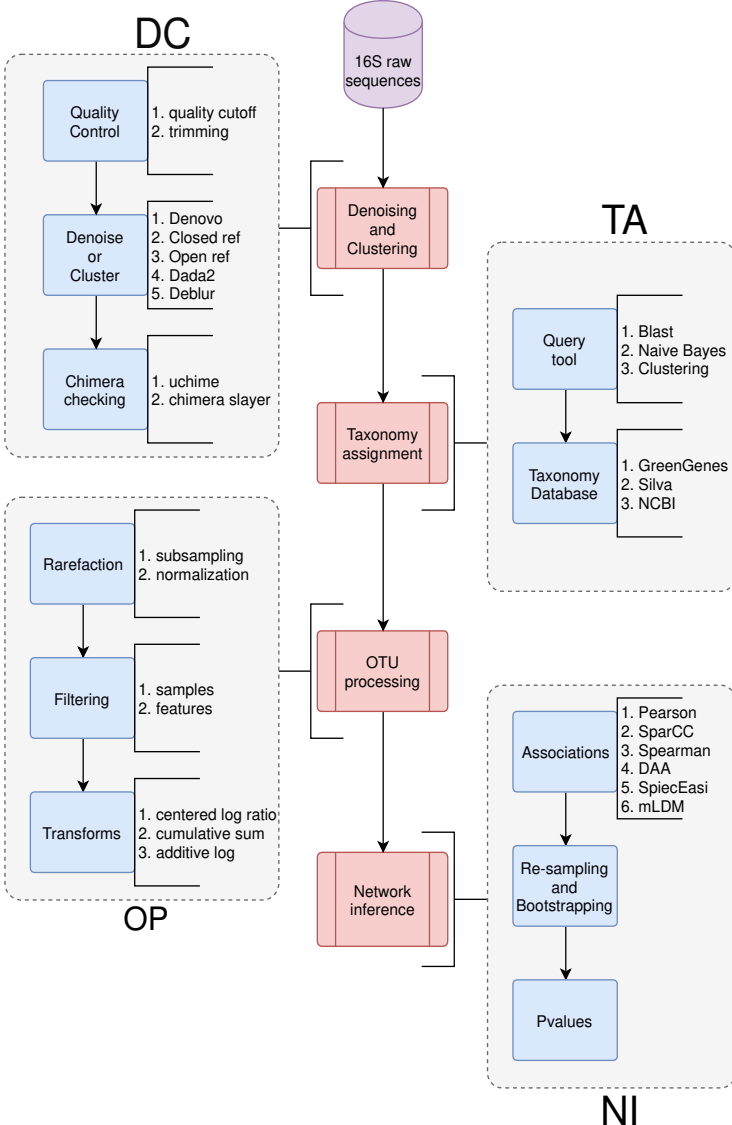 DC
16S raw
sequences
Quality
Control
1. quality cutoff
2. trimming
Denoise
or
Cluster
1. Denovo
2. Closed ref
3. Open ref
4. Dada2
5. Deblur
Chimera
checking
1. uchime
2. chimera slayer
Denoising
and
Clustering
TA
Query
tool
1. Blast
2. Naive Bayes
3. Clustering
Taxonomy
Database
1. GreenGenes
2. Silva
3. NCBI
Taxonomy
assignment
Rarefaction
1. subsampling
2. normalization
Filtering
1. samples
2. features
Transforms
1. centered log ratio
2. cumulative sum
3. additive log
OP
OTU
processing
Network
inference
Associations
1. Pearson
2. SparCC
3. Spearman
4. DAA
5. SpiecEasi
6. mLDM
Re-sampling
and
Bootstrapping
Pvalues
NI